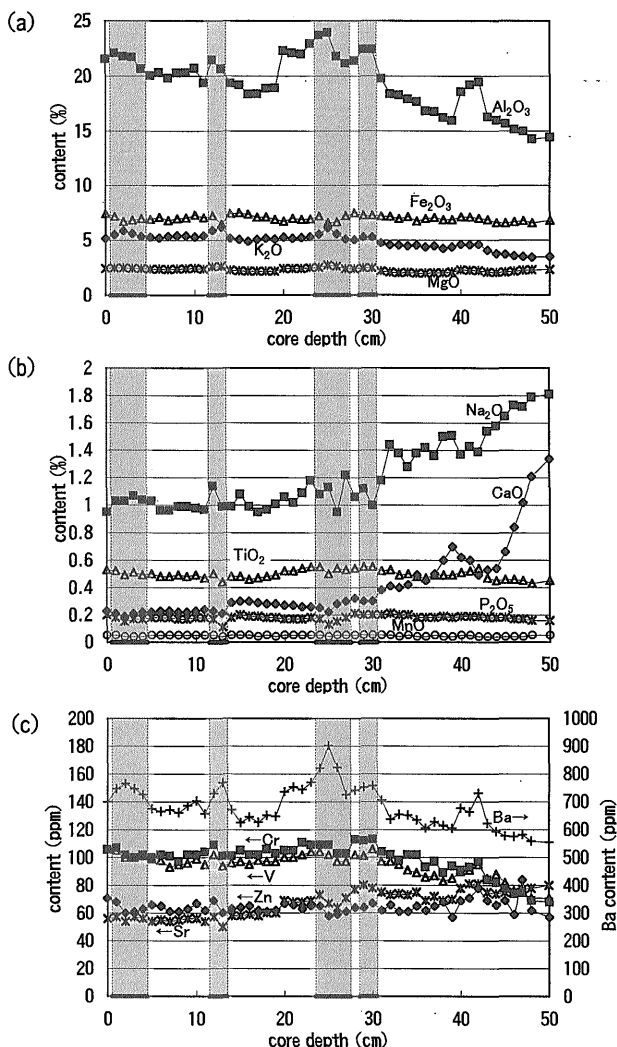 (a)
25
20
15
10
5
0
content (%)
Al2O3
Fe2O3
K2O
MgO
0 10 20 30 40 50
core depth (cm)
(b)
2
1.8
1.6
1.4
1.2
1
0.8
0.6
0.4
0.2
0
content (%)
Na2O
CaO
TiO2
P2O5
MnO
0 10 20 30 40 50
core depth (cm)
(c)
200
180
160
140
120
100
80
60
40
20
0
content (ppm)
1000
900
800
700
600
500
400
300
200
100
0
Ba content (ppm)
Ba→
←Cr
←V
←Zn
←Sr
0 10 20 30 40 50
core depth (cm)